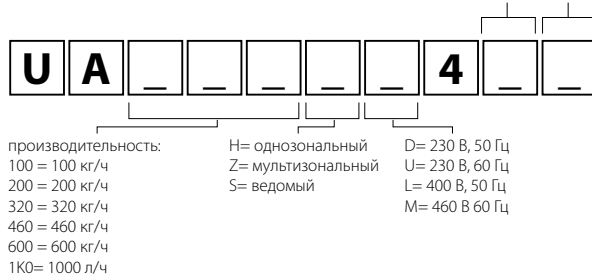 U A _ _ _ _ _ 4 _ _
производительность:
100 = 100 кг/ч
200 = 200 кг/ч
320 = 320 кг/ч
460 = 460 кг/ч
600 = 600 кг/ч
1K0= 1000 л/ч
H= однозональный
Z= мультизональный
S= ведомый
D= 230 В, 50 Гц
U= 230 В, 60 Гц
L= 400 В, 50 Гц
M= 460 В 60 Гц